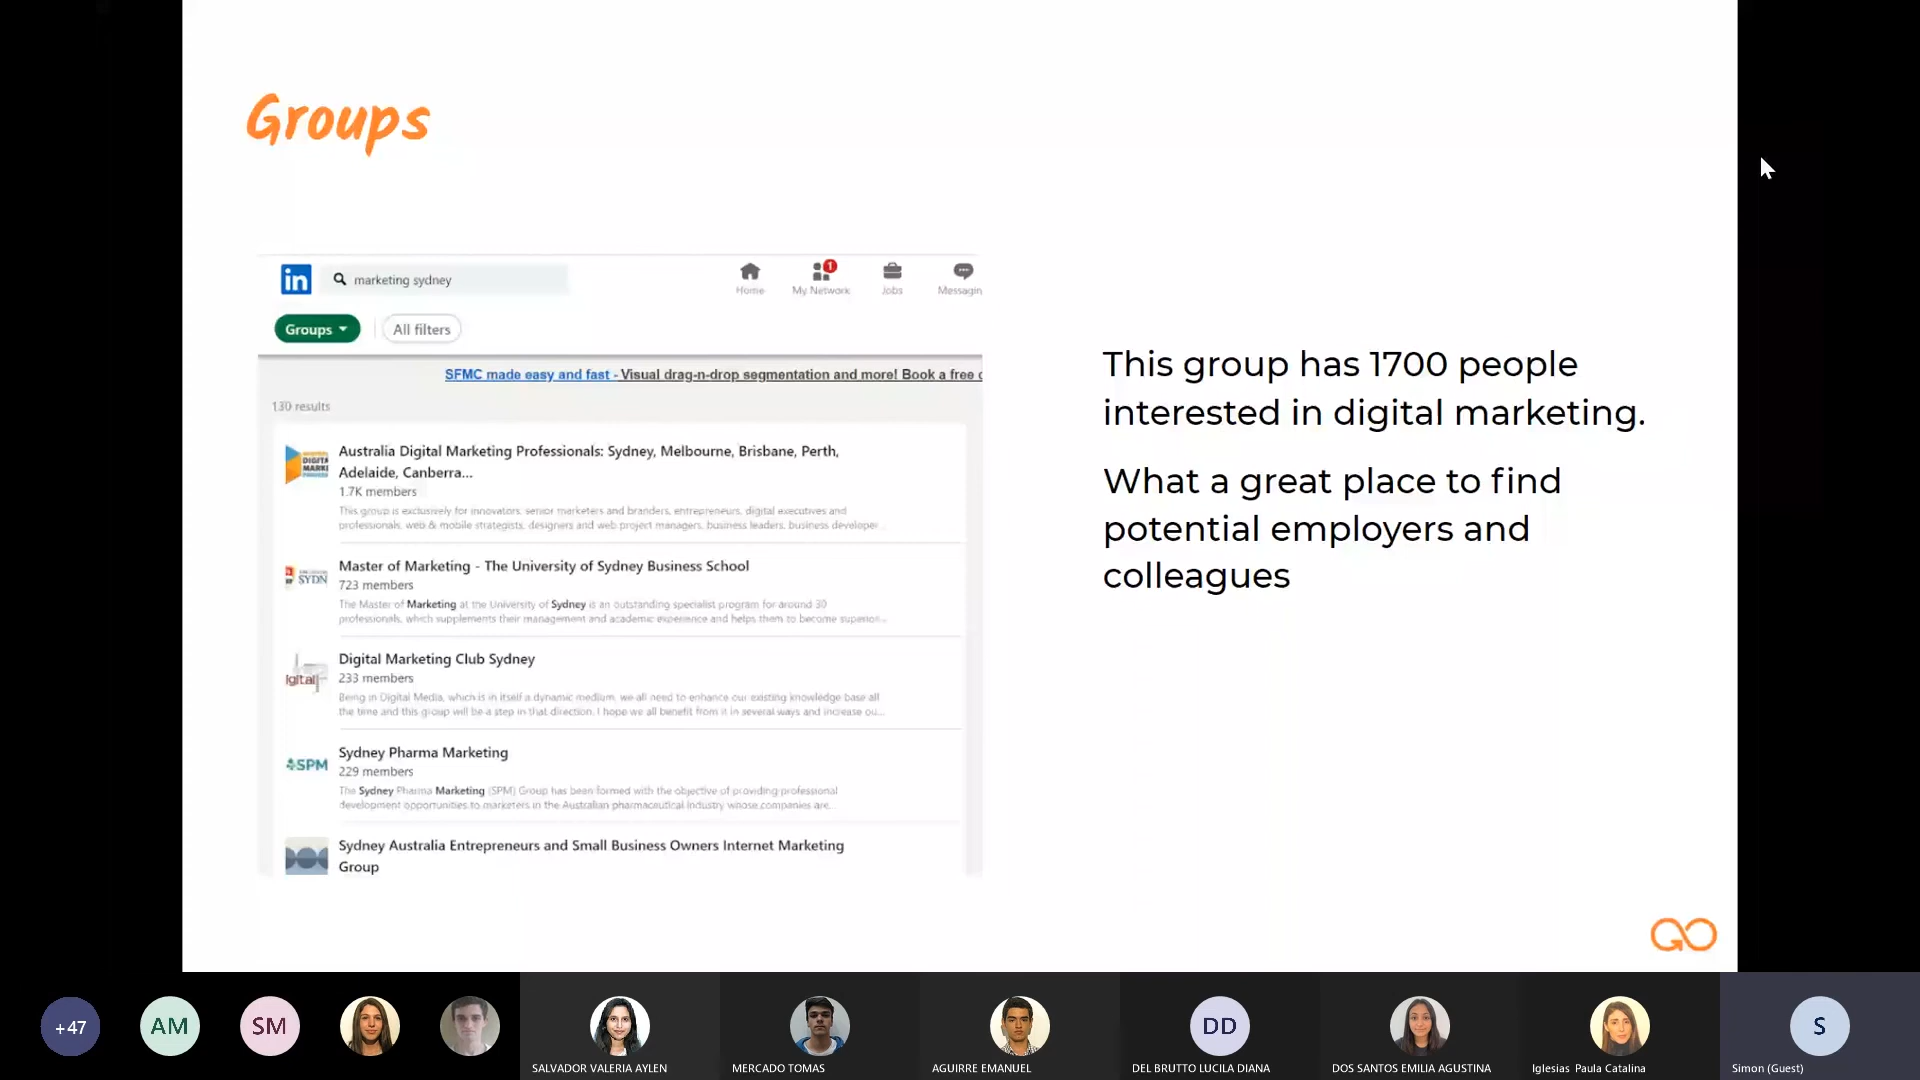 Groups
in
marketing sydney
Home
My Network
1
Jobs
Messagin
Groups
All filters
SFMC made easy and fast - Visual drag-n-drop segmentation and more! Book a free
130 results
Australia Digital Marketing Professionals: Sydney, Melbourne, Brisbane, Perth,
Adelaide, Canberra...
1.7K members
This group is exclusively for innovators, senior marketers and branders, entrepreneurs, digital executives and
professionals, web & mobile strategists, designers and web project managers, business leaders, business developer...
Master of Marketing - The University of Sydney Business School
723 members
The Master of Marketing at the University of Sydney is an outstanding specialist program for around 30
professionals, which supplements their management and academic experience and helps them to become superior...
Digital Marketing Club Sydney
233 members
Being in Digital Media, which is in itself a dynamic medium, we all need to enhance our existing knowledge base all
the time and this group will be a step in that direction. I hope we all benefit from it in several ways and increase ou...
SPM
Sydney Pharma Marketing
229 members
The Sydney Pharma Marketing (SPM) Group has been formed with the objective of providing professional
development opportunities to marketers in the Australian pharmaceutical industry whose companies are...
Sydney Australia Entrepreneurs and Small Business Owners Internet Marketing
Group
This group has 1700 people
interested in digital marketing.
What a great place to find
potential employers and
colleagues
+47
AM
SM
SALVADOR VALERIA AYLEN
MERCADO TOMAS
AGUIRRE EMANUEL
DD
DEL BRUTTO LUCILA DIANA
DOS SANTOS EMILIA AGUSTINA
Iglesias Paula Catalina
S
Simon (Guest)